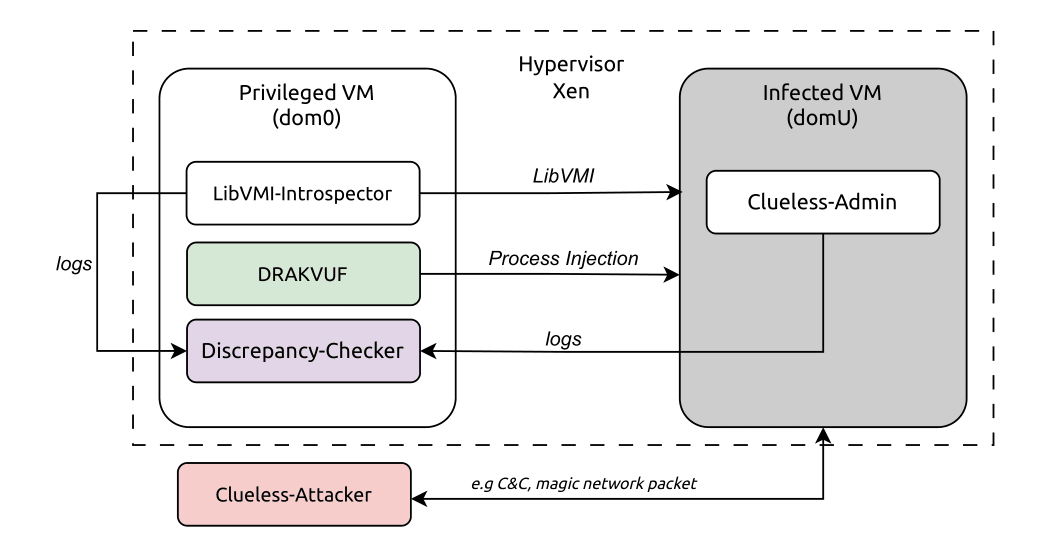 Hypervisor
Xen
Privileged VM
(dom0)
Infected VM
(domU)
LibVMI-Introspector
LibVMI
Clueless-Admin
logs
DRAKVUF
Process Injection
Discrepancy-Checker
logs
Clueless-Attacker
e.g C&C, magic network packet